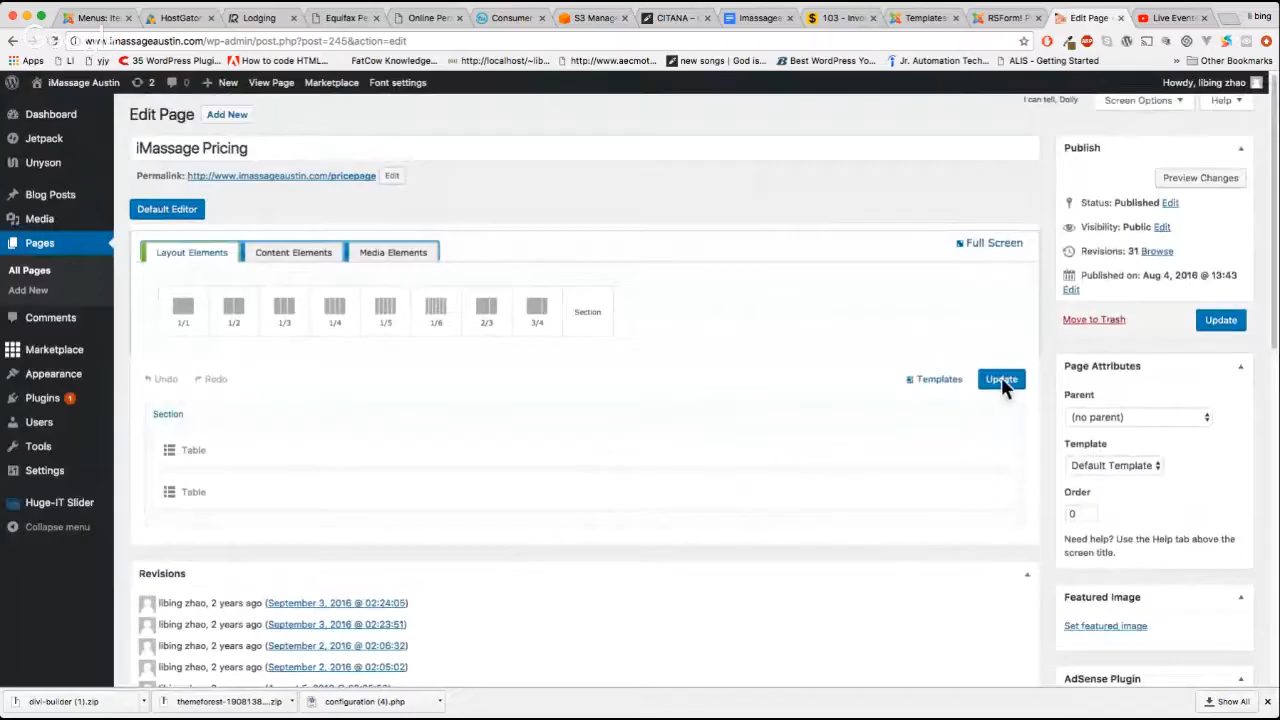 Menus: Ite
HostGator
Lodging
Equifax Pe
Online Per
Consumer
S3 Manage
CITANA -
Imassagea
103 - Invo
Templates
RSForm! P
Edit Page
Live Event
li bing
www.imassageaustin.com/wp-admin/post.php?post=245&action=edit
Apps
LI
yjy
35 WordPress Plugi...
How to code HTML...
FatCow Knowledge...
http://localhost/~lib...
http://www.aecmot...
new songs | God is...
Best WordPress You...
Jr. Automation Tech...
ALIS - Getting Started
»
Other Bookmarks
iMassage Austin
2
0
New
View Page
Marketplace
Font settings
Howdy, libing zhao
Dashboard
Jetpack
Unyson
Blog Posts
Media
Pages
All Pages
Add New
Comments
Marketplace
Appearance
Plugins 1
Users
Tools
Settings
Huge-IT Slider
Collapse menu
I can tell, Dolly
Screen Options
Help
Edit Page
Add New
iMassage Pricing
Permalink: http://www.imassageaustin.com/pricepage Edit
Default Editor
Full Screen
Layout Elements
Content Elements
Media Elements
1/1
1/2
1/3
1/4
1/5
1/6
2/3
3/4
Section
Undo
Redo
Templates
Update
Section
Table
Table
Revisions
libing zhao, 2 years ago (September 3, 2016 @ 02:24:05)
libing zhao, 2 years ago (September 3, 2016 @ 02:23:51)
libing zhao, 2 years ago (September 2, 2016 @ 02:06:32)
libing zhao, 2 years ago (September 2, 2016 @ 02:05:02)
Publish
Preview Changes
Status: Published Edit
Visibility: Public Edit
Revisions: 31 Browse
Published on: Aug 4, 2016 @ 13:43
Edit
Move to Trash
Update
Page Attributes
Parent
(no parent)
Template
Default Template
Order
0
Need help? Use the Help tab above the
screen title.
Featured Image
Set featured image
AdSense Plugin
divi-builder (1).zip
themeforest-1908138....zip
configuration (4).php
Show All